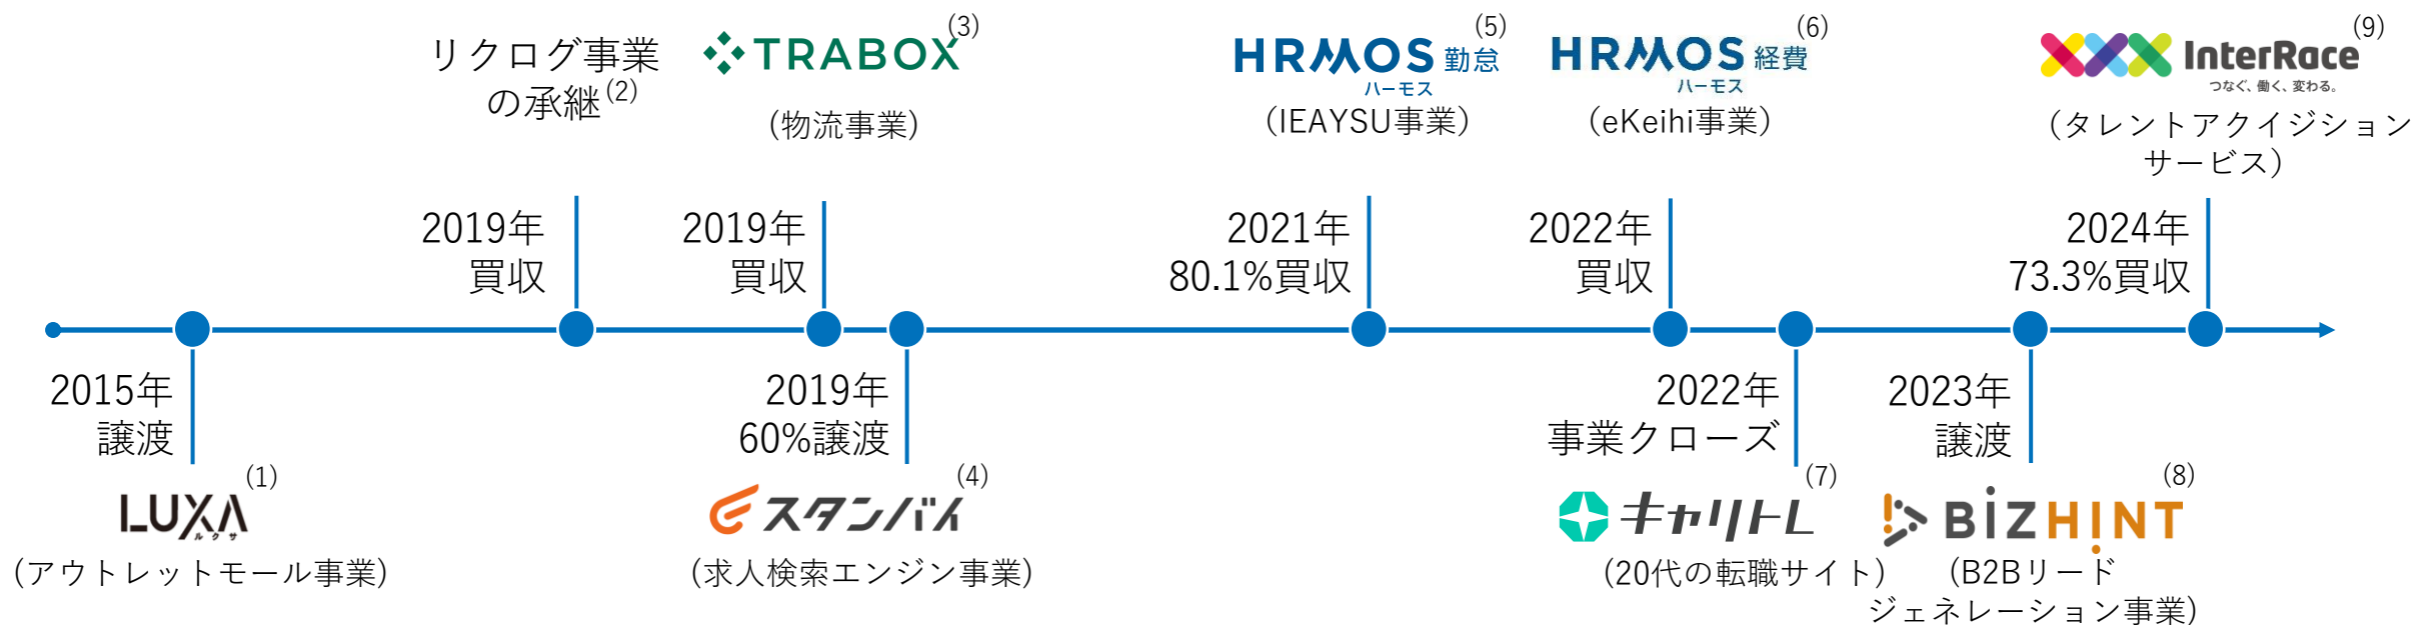 リクログ事業
の承継(2)
TRABOX(3)
(物流事業)
HRMOS 勤怠(5)
ハーモス
(IEAYSU事業)
HRMOS 経費(6)
ハーモス
(eKeihi事業)
InterRace(9)
つなぐ、働く、変わる。
(タレントアクイジション
サービス)
2019年
買収
2019年
買収
2021年
80.1%買収
2022年
買収
2024年
73.3%買収
2015年
譲渡
2019年
60%譲渡
2022年
事業クローズ
2023年
譲渡
LUXA(1)
ルクサ
(アウトレットモール事業)
スタンバイ(4)
(求人検索エンジン事業)
キャリトレ(7)
(20代の転職サイト)
BIZHINT(8)
(B2Bリード
ジェネレーション事業)